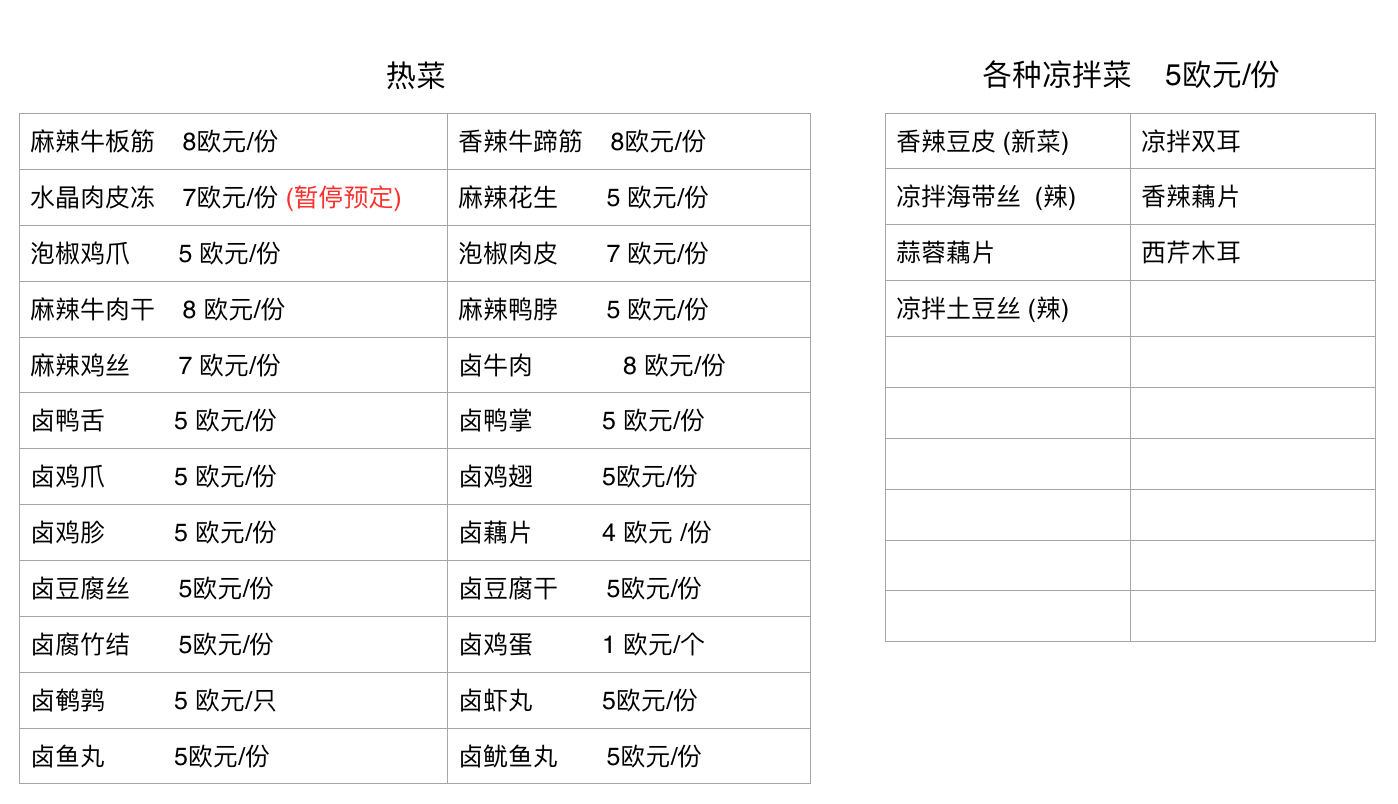 热菜
麻辣牛板筋 8欧元/份
香辣牛蹄筋 8欧元/份
水晶肉皮冻 7欧元/份 (暂停预定)
麻辣花生 5 欧元/份
泡椒鸡爪 5 欧元/份
泡椒肉皮 7 欧元/份
麻辣牛肉干 8 欧元/份
麻辣鸭脖 5 欧元/份
麻辣鸡丝 7 欧元/份
卤牛肉 8 欧元/份
卤鸭舌 5 欧元/份
卤鸭掌 5 欧元/份
卤鸡爪 5 欧元/份
卤鸡翅 5欧元/份
卤鸡胗 5 欧元/份
卤藕片 4 欧元 /份
卤豆腐丝 5欧元/份
卤豆腐干 5欧元/份
卤腐竹结 5欧元/份
卤鸡蛋 1 欧元/个
卤鹌鹑 5 欧元/只
卤虾丸 5欧元/份
卤鱼丸 5欧元/份
卤鱿鱼丸 5欧元/份
各种凉拌菜 5欧元/份
香辣豆皮 (新菜)
凉拌双耳
凉拌海带丝 (辣)
香辣藕片
蒜蓉藕片
西芹木耳
凉拌土豆丝 (辣)